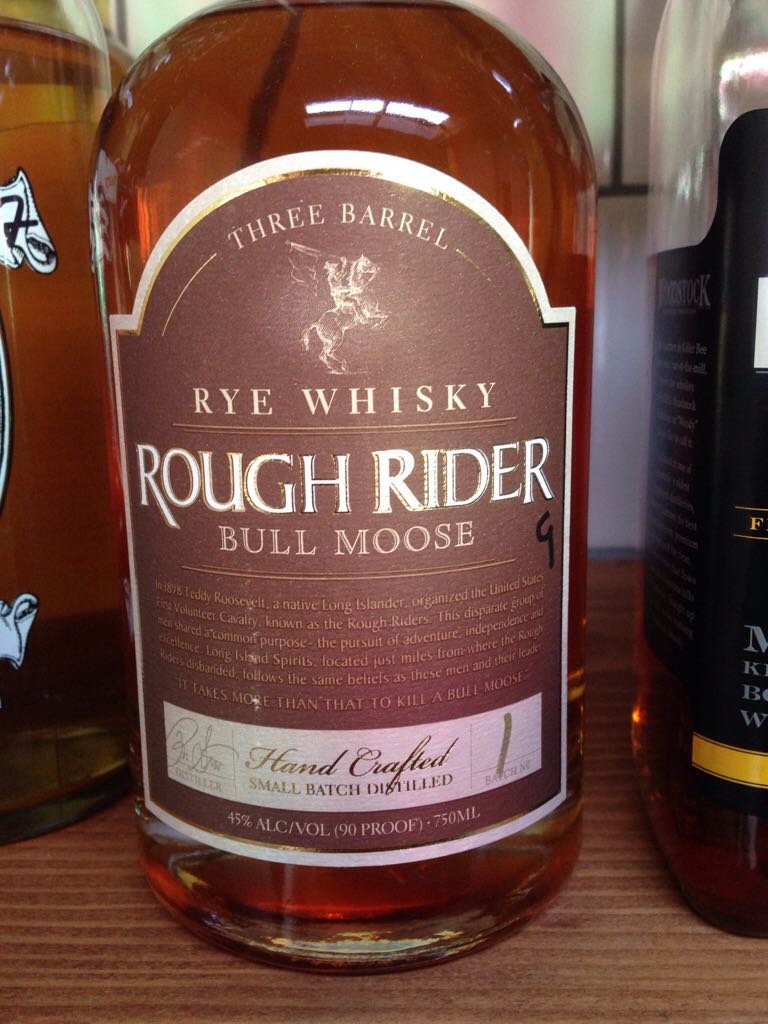 THREE BARREL
RYE WHISKY
ROUGH RIDER
BULL MOOSE
9
In 1898 Teddy Roosevelt, a native Long Islander, organized the United States
First Volunteer Cavalry, known as the Rough Riders. This disparate group of
men shared a common purpose- the pursuit of adventure, independence and
excellence. Long Island Spirits, located just miles from where the Rough
Riders disbanded, follows the same beliefs as these men and their leader
"IT TAKES MORE THAN THAT TO KILL A BULL MOOSE"
Hand Crafted
SMALL BATCH DISTILLED
DISTILLER
1
BATCH Nº
45% ALC/VOL (90 PROOF) · 750ML
WOODSTOCK
Killer Bee